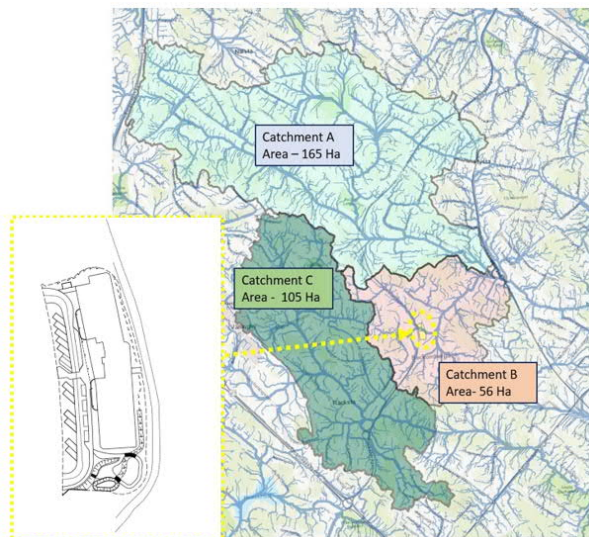 Catchment A
Area – 165 Ha
Catchment C
Area - 105 Ha
Catchment B
Area- 56 Ha